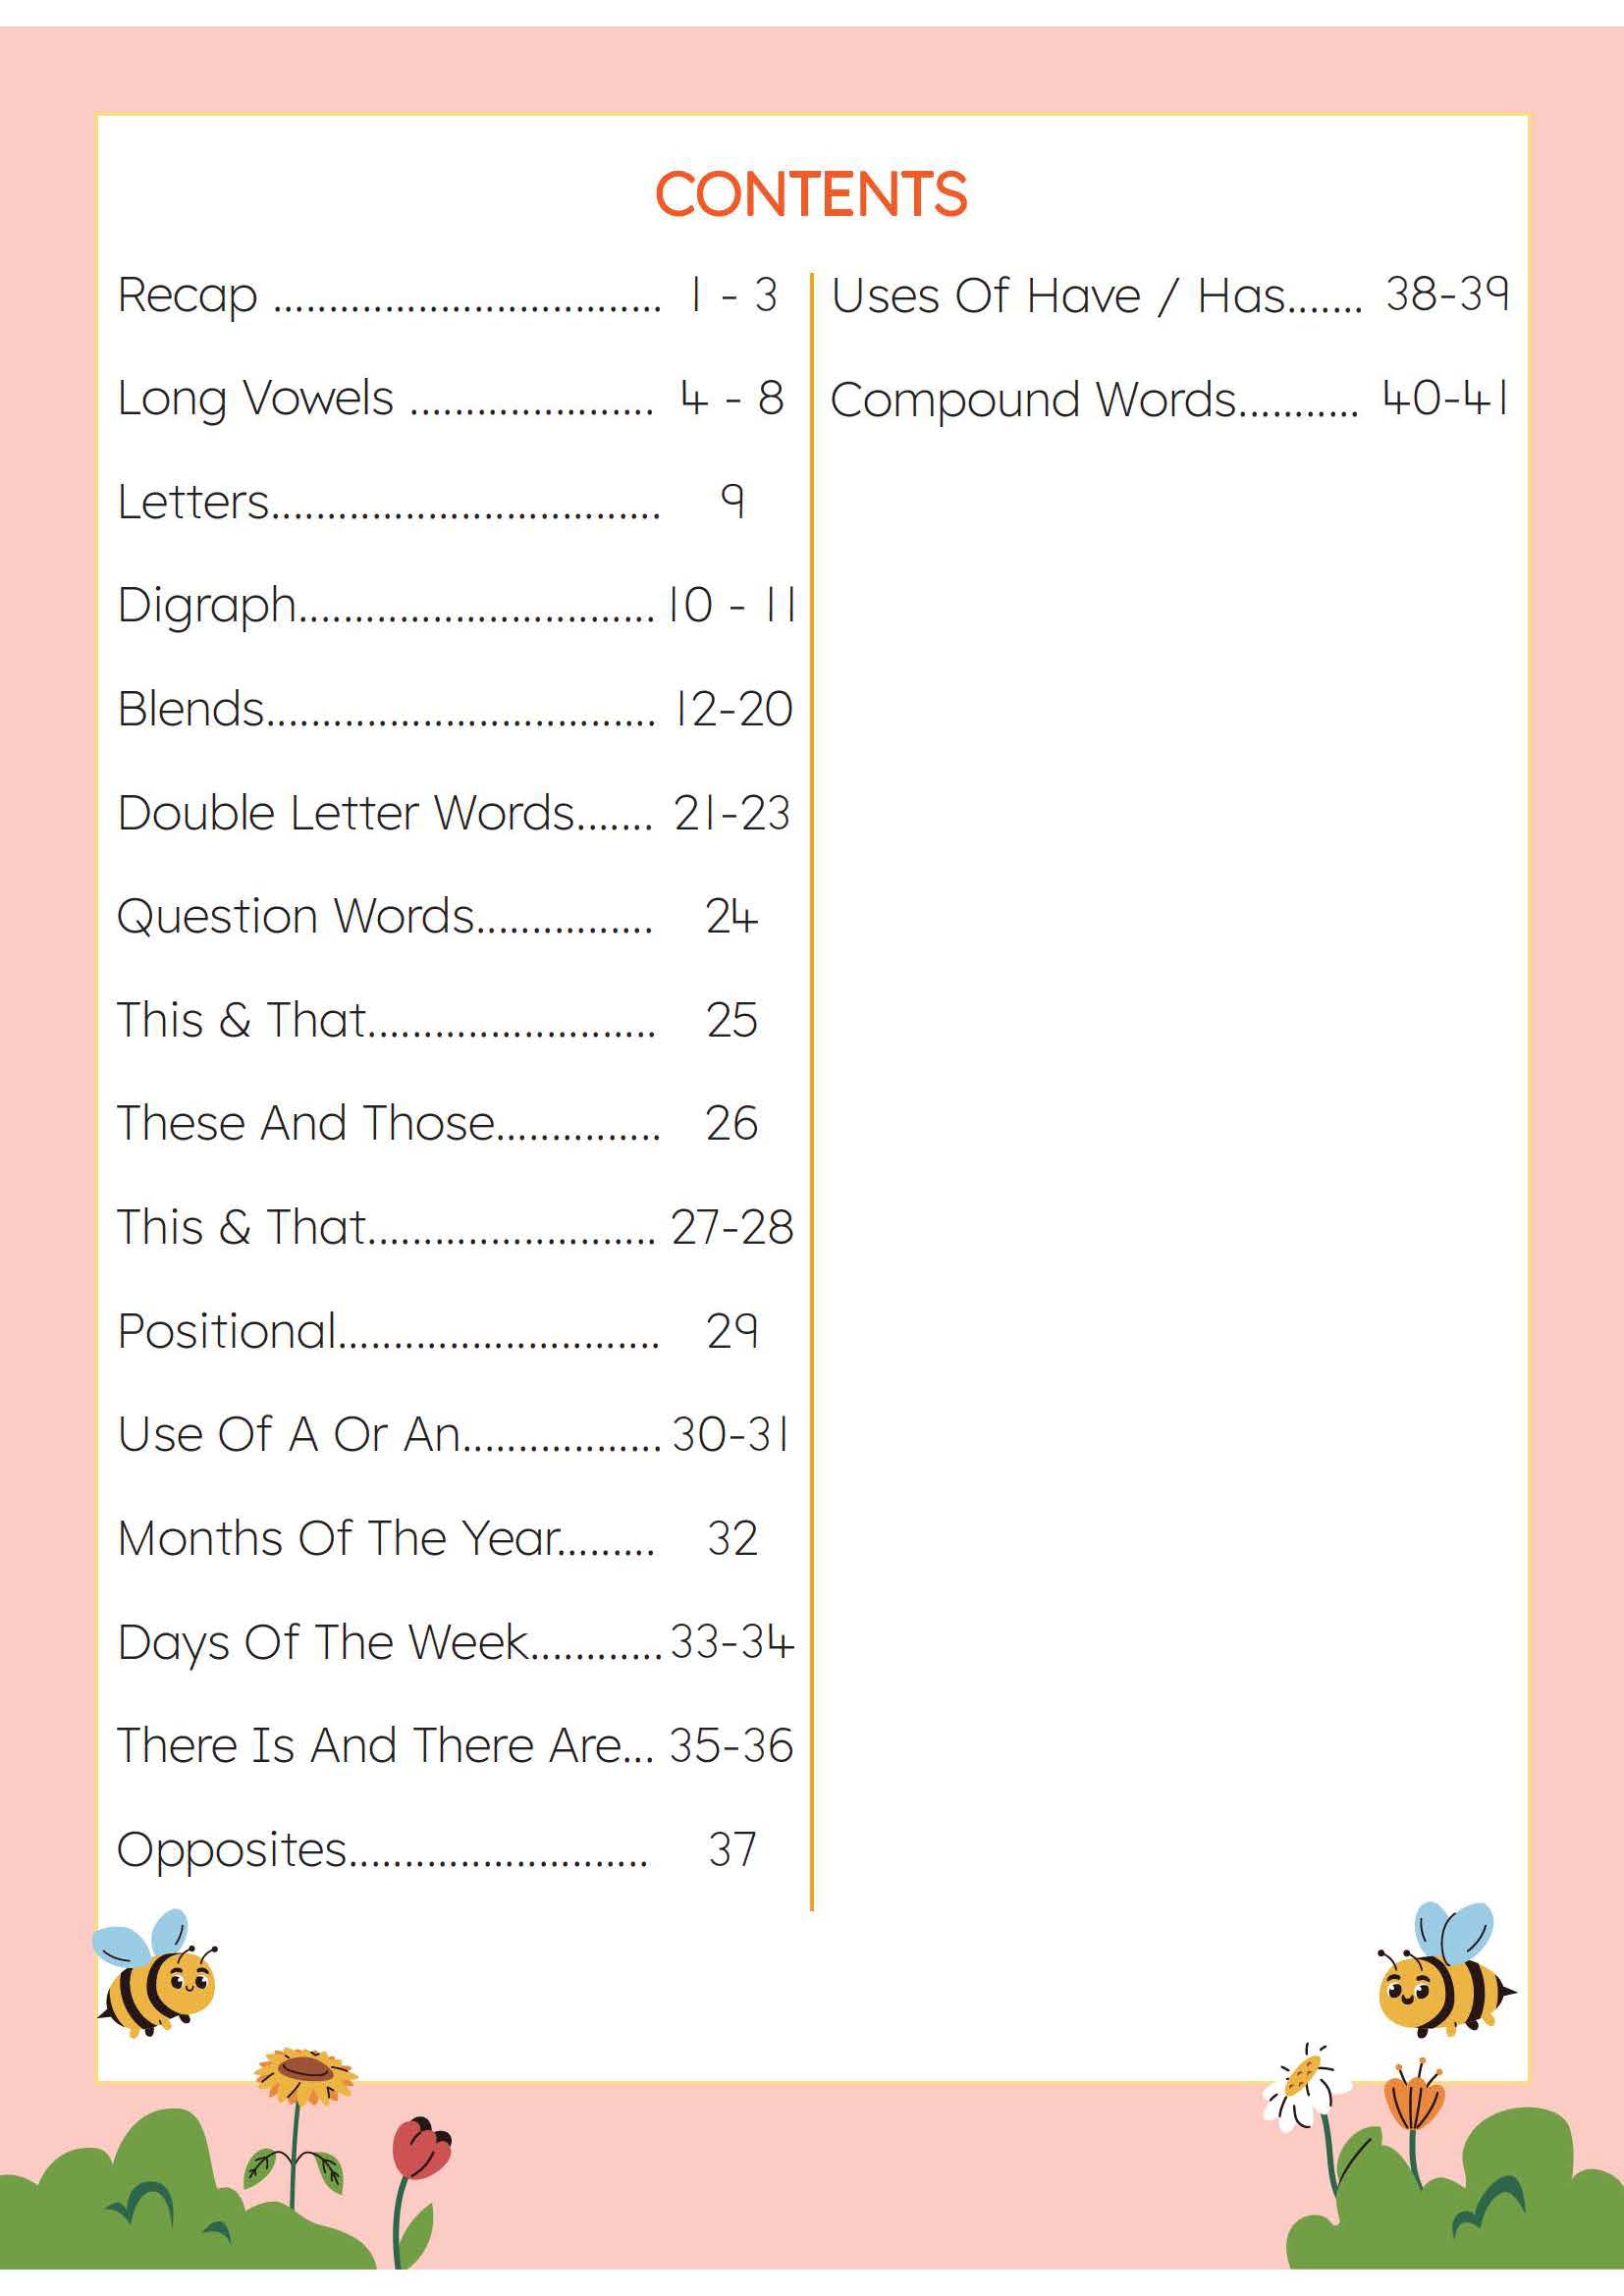 CONTENTS
Recap ................................... 1 - 3
Long Vowels ...................... 4 - 8
Letters................................... 9
Digraph................................ 10 - 11
Blends................................... 12-20
Double Letter Words....... 21-23
Question Words................ 24
This & That.......................... 25
These And Those............... 26
This & That.......................... 27-28
Positional............................. 29
Use Of A Or An.................. 30-31
Months Of The Year......... 32
Days Of The Week............ 33-34
There Is And There Are... 35-36
Opposites........................... 37
Uses Of Have / Has....... 38-39
Compound Words........... 40-41